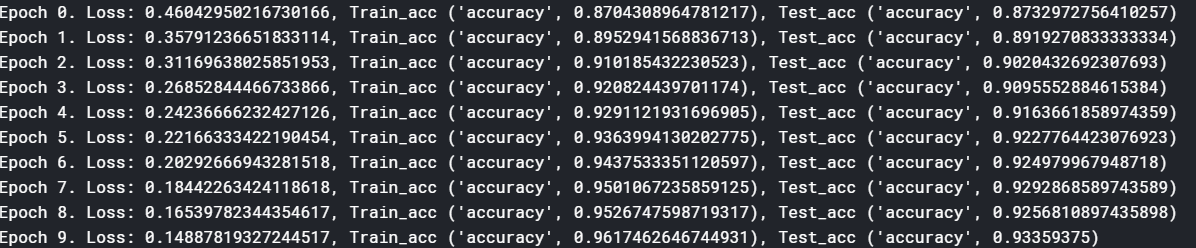 Epoch 0. Loss: 0.46042950216730166, Train_acc ('accuracy', 0.8704308964781217), Test_acc ('accuracy', 0.8732972756410257)
Epoch 1. Loss: 0.35791236651833114, Train_acc ('accuracy', 0.8952941568836713), Test_acc ('accuracy', 0.8919270833333334)
Epoch 2. Loss: 0.31169638025851953, Train_acc ('accuracy', 0.910185432230523), Test_acc ('accuracy', 0.9020432692307693)
Epoch 3. Loss: 0.26852844466733866, Train_acc ('accuracy', 0.920824439701174), Test_acc ('accuracy', 0.9095552884615384)
Epoch 4. Loss: 0.24236666232427126, Train_acc ('accuracy', 0.9291121931696905), Test_acc ('accuracy', 0.9163661858974359)
Epoch 5. Loss: 0.22166333422190454, Train_acc ('accuracy', 0.9363994130202775), Test_acc ('accuracy', 0.9227764423076923)
Epoch 6. Loss: 0.20292666943281518, Train_acc ('accuracy', 0.9437533351120597), Test_acc ('accuracy', 0.924979967948718)
Epoch 7. Loss: 0.18442263424118618, Train_acc ('accuracy', 0.9501067235859125), Test_acc ('accuracy', 0.9292868589743589)
Epoch 8. Loss: 0.16539782344354617, Train_acc ('accuracy', 0.9526747598719317), Test_acc ('accuracy', 0.9256810897435898)
Epoch 9. Loss: 0.14887819327244517, Train_acc ('accuracy', 0.9617462646744931), Test_acc ('accuracy', 0.93359375)